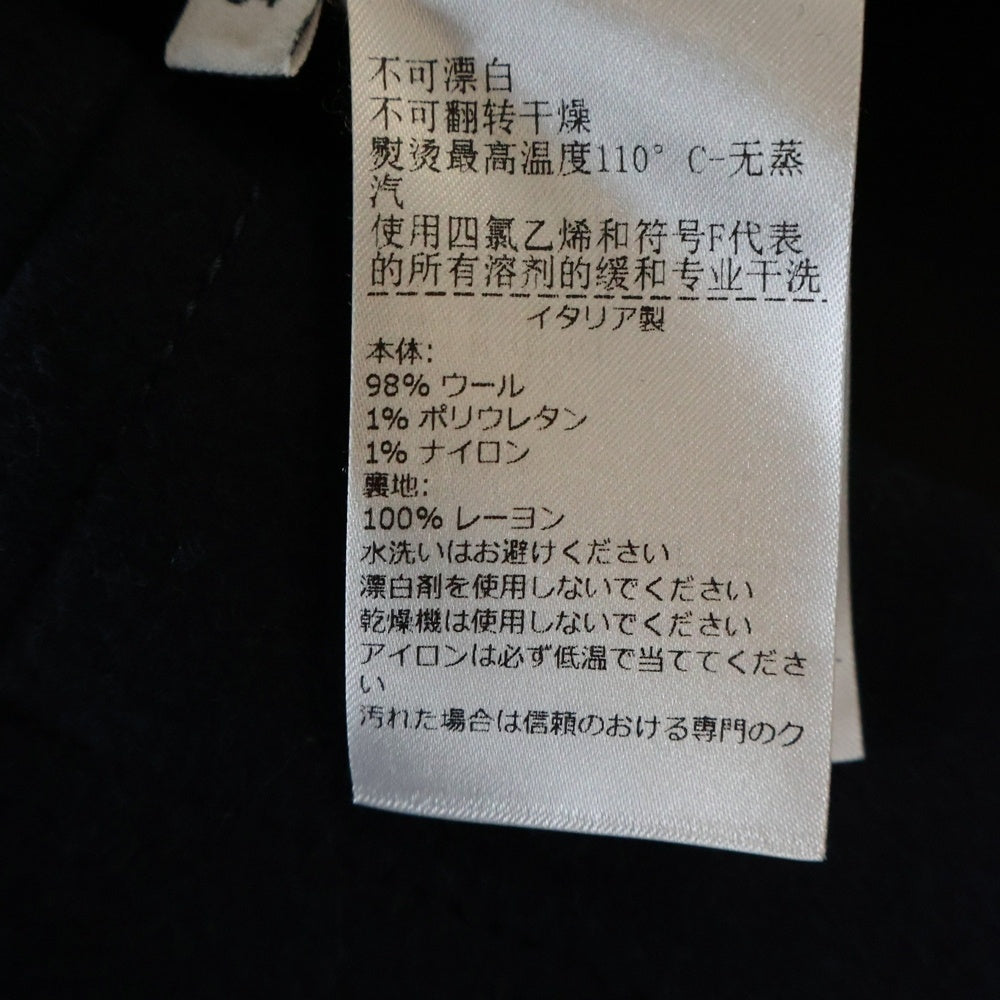 不可漂白
不可翻转干燥
熨烫最高温度110° C-无蒸
汽
使用四氯乙烯和符号F代表
的所有溶剂的缓和专业干洗
イタリア製
本体:
98% ウール
1% ポリウレタン
1% ナイロン
裏地:
100% レーヨン
水洗いはお避けください
漂白剤を使用しないでください
乾燥機は使用しないでください
アイロンは必ず低温で当ててくださ
い
汚れた場合は信頼のおける専門のク